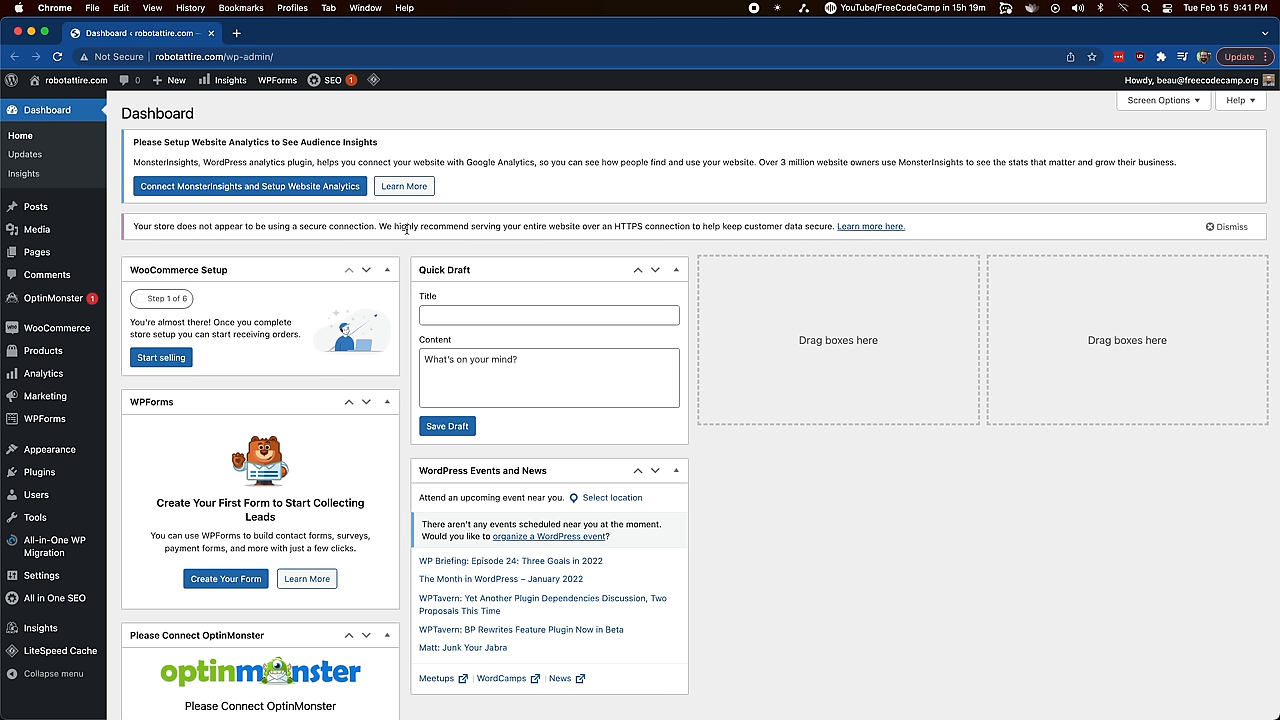 Chrome File Edit View History Bookmarks Profiles Tab Window Help YouTube/FreeCodeCamp in 15h 19m Tue Feb 15 9:41 PM
Dashboard ‹ robotattire.com —
Not Secure robotattire.com/wp-admin/ Update
robotattire.com 0 New Insights WPForms SEO 1 Howdy, beau@freecodecamp.org
Dashboard
Home
Updates
Insights
Posts
Media
Pages
Comments
OptinMonster 1
WooCommerce
Products
Analytics
Marketing
WPForms
Appearance
Plugins
Users
Tools
All-in-One WP
Migration
Settings
All in One SEO
Insights
LiteSpeed Cache
Collapse menu
Screen Options Help
Dashboard
Please Setup Website Analytics to See Audience Insights
MonsterInsights, WordPress analytics plugin, helps you connect your website with Google Analytics, so you can see how people find and use your website. Over 3 million website owners use MonsterInsights to see the stats that matter and grow their business.
Connect MonsterInsights and Setup Website Analytics Learn More
Your store does not appear to be using a secure connection. We highly recommend serving your entire website over an HTTPS connection to help keep customer data secure. Learn more here. Dismiss
WooCommerce Setup
Step 1 of 6
You're almost there! Once you complete
store setup you can start receiving orders.
Start selling
WPForms
Create Your First Form to Start Collecting
Leads
You can use WPForms to build contact forms, surveys,
payment forms, and more with just a few clicks.
Create Your Form Learn More
Please Connect OptinMonster
optinmonster
Please Connect OptinMonster
Quick Draft
Title
Content
What's on your mind?
Save Draft
WordPress Events and News
Attend an upcoming event near you. Select location
There aren't any events scheduled near you at the moment.
Would you like to organize a WordPress event?
WP Briefing: Episode 24: Three Goals in 2022
The Month in WordPress – January 2022
WPTavern: Yet Another Plugin Dependencies Discussion, Two
Proposals This Time
WPTavern: BP Rewrites Feature Plugin Now in Beta
Matt: Junk Your Jabra
Meetups WordCamps News
Drag boxes here
Drag boxes here